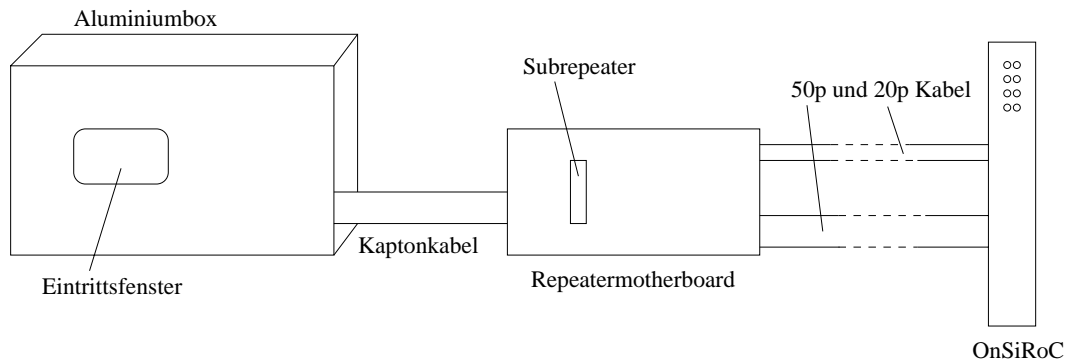 Aluminiumbox
Subrepeater
50p und 20p Kabel
Kaptonkabel
Eintrittsfenster
Repeatermotherboard
OnSiRoC